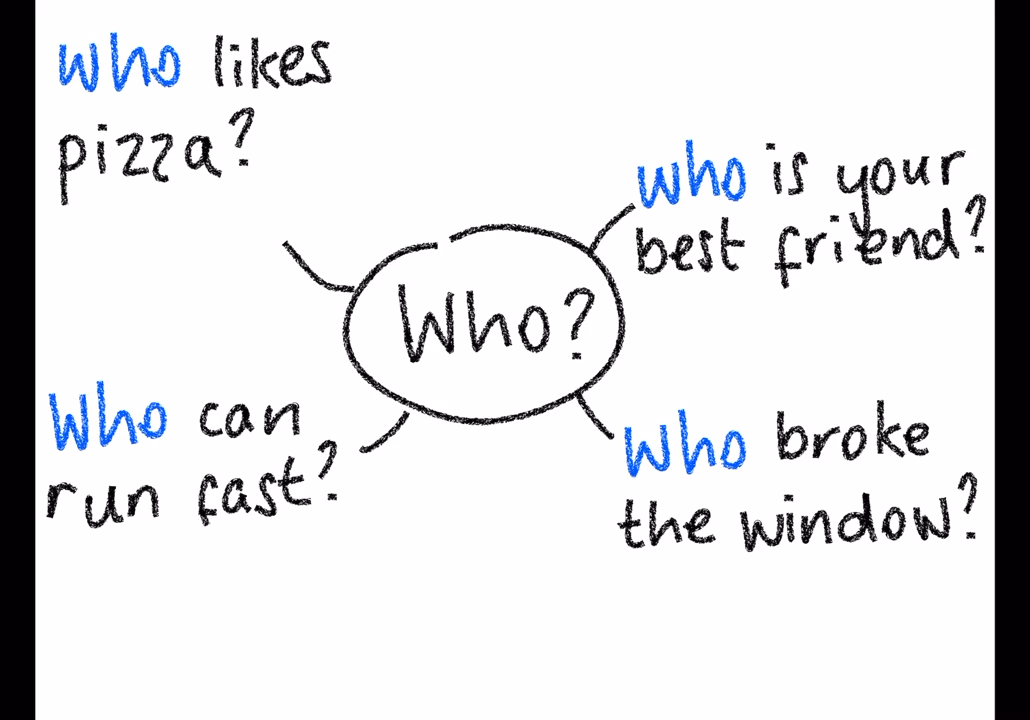 Who likes
pizza?
Who is your
best friend?
Who?
Who can
run fast?
Who broke
the window?